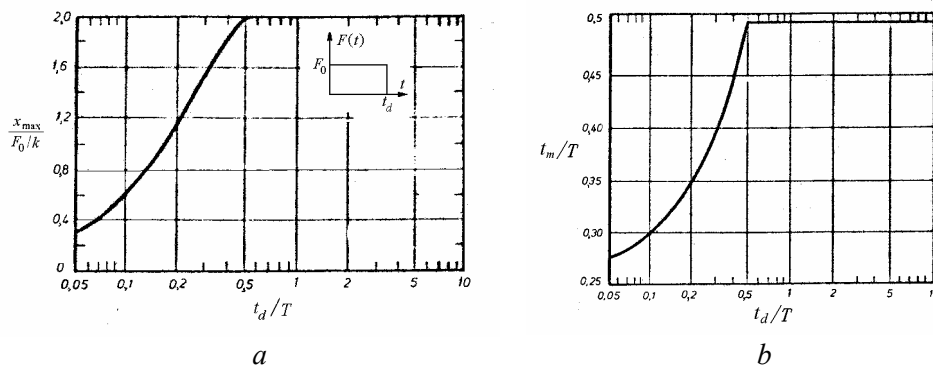 2,0
1,6
1,2
0,8
0,4
0
x_max
F_0/k
F(t)
F_0
t
t_d
0,05 0,1 0,2 0,5 1 2 5 10
t_d/T
a
0,5
0,45
0,40
0,35
0,30
0,25
t_m/T
0,05 0,1 0,2 0,5 1 2 5
t_d/T
b